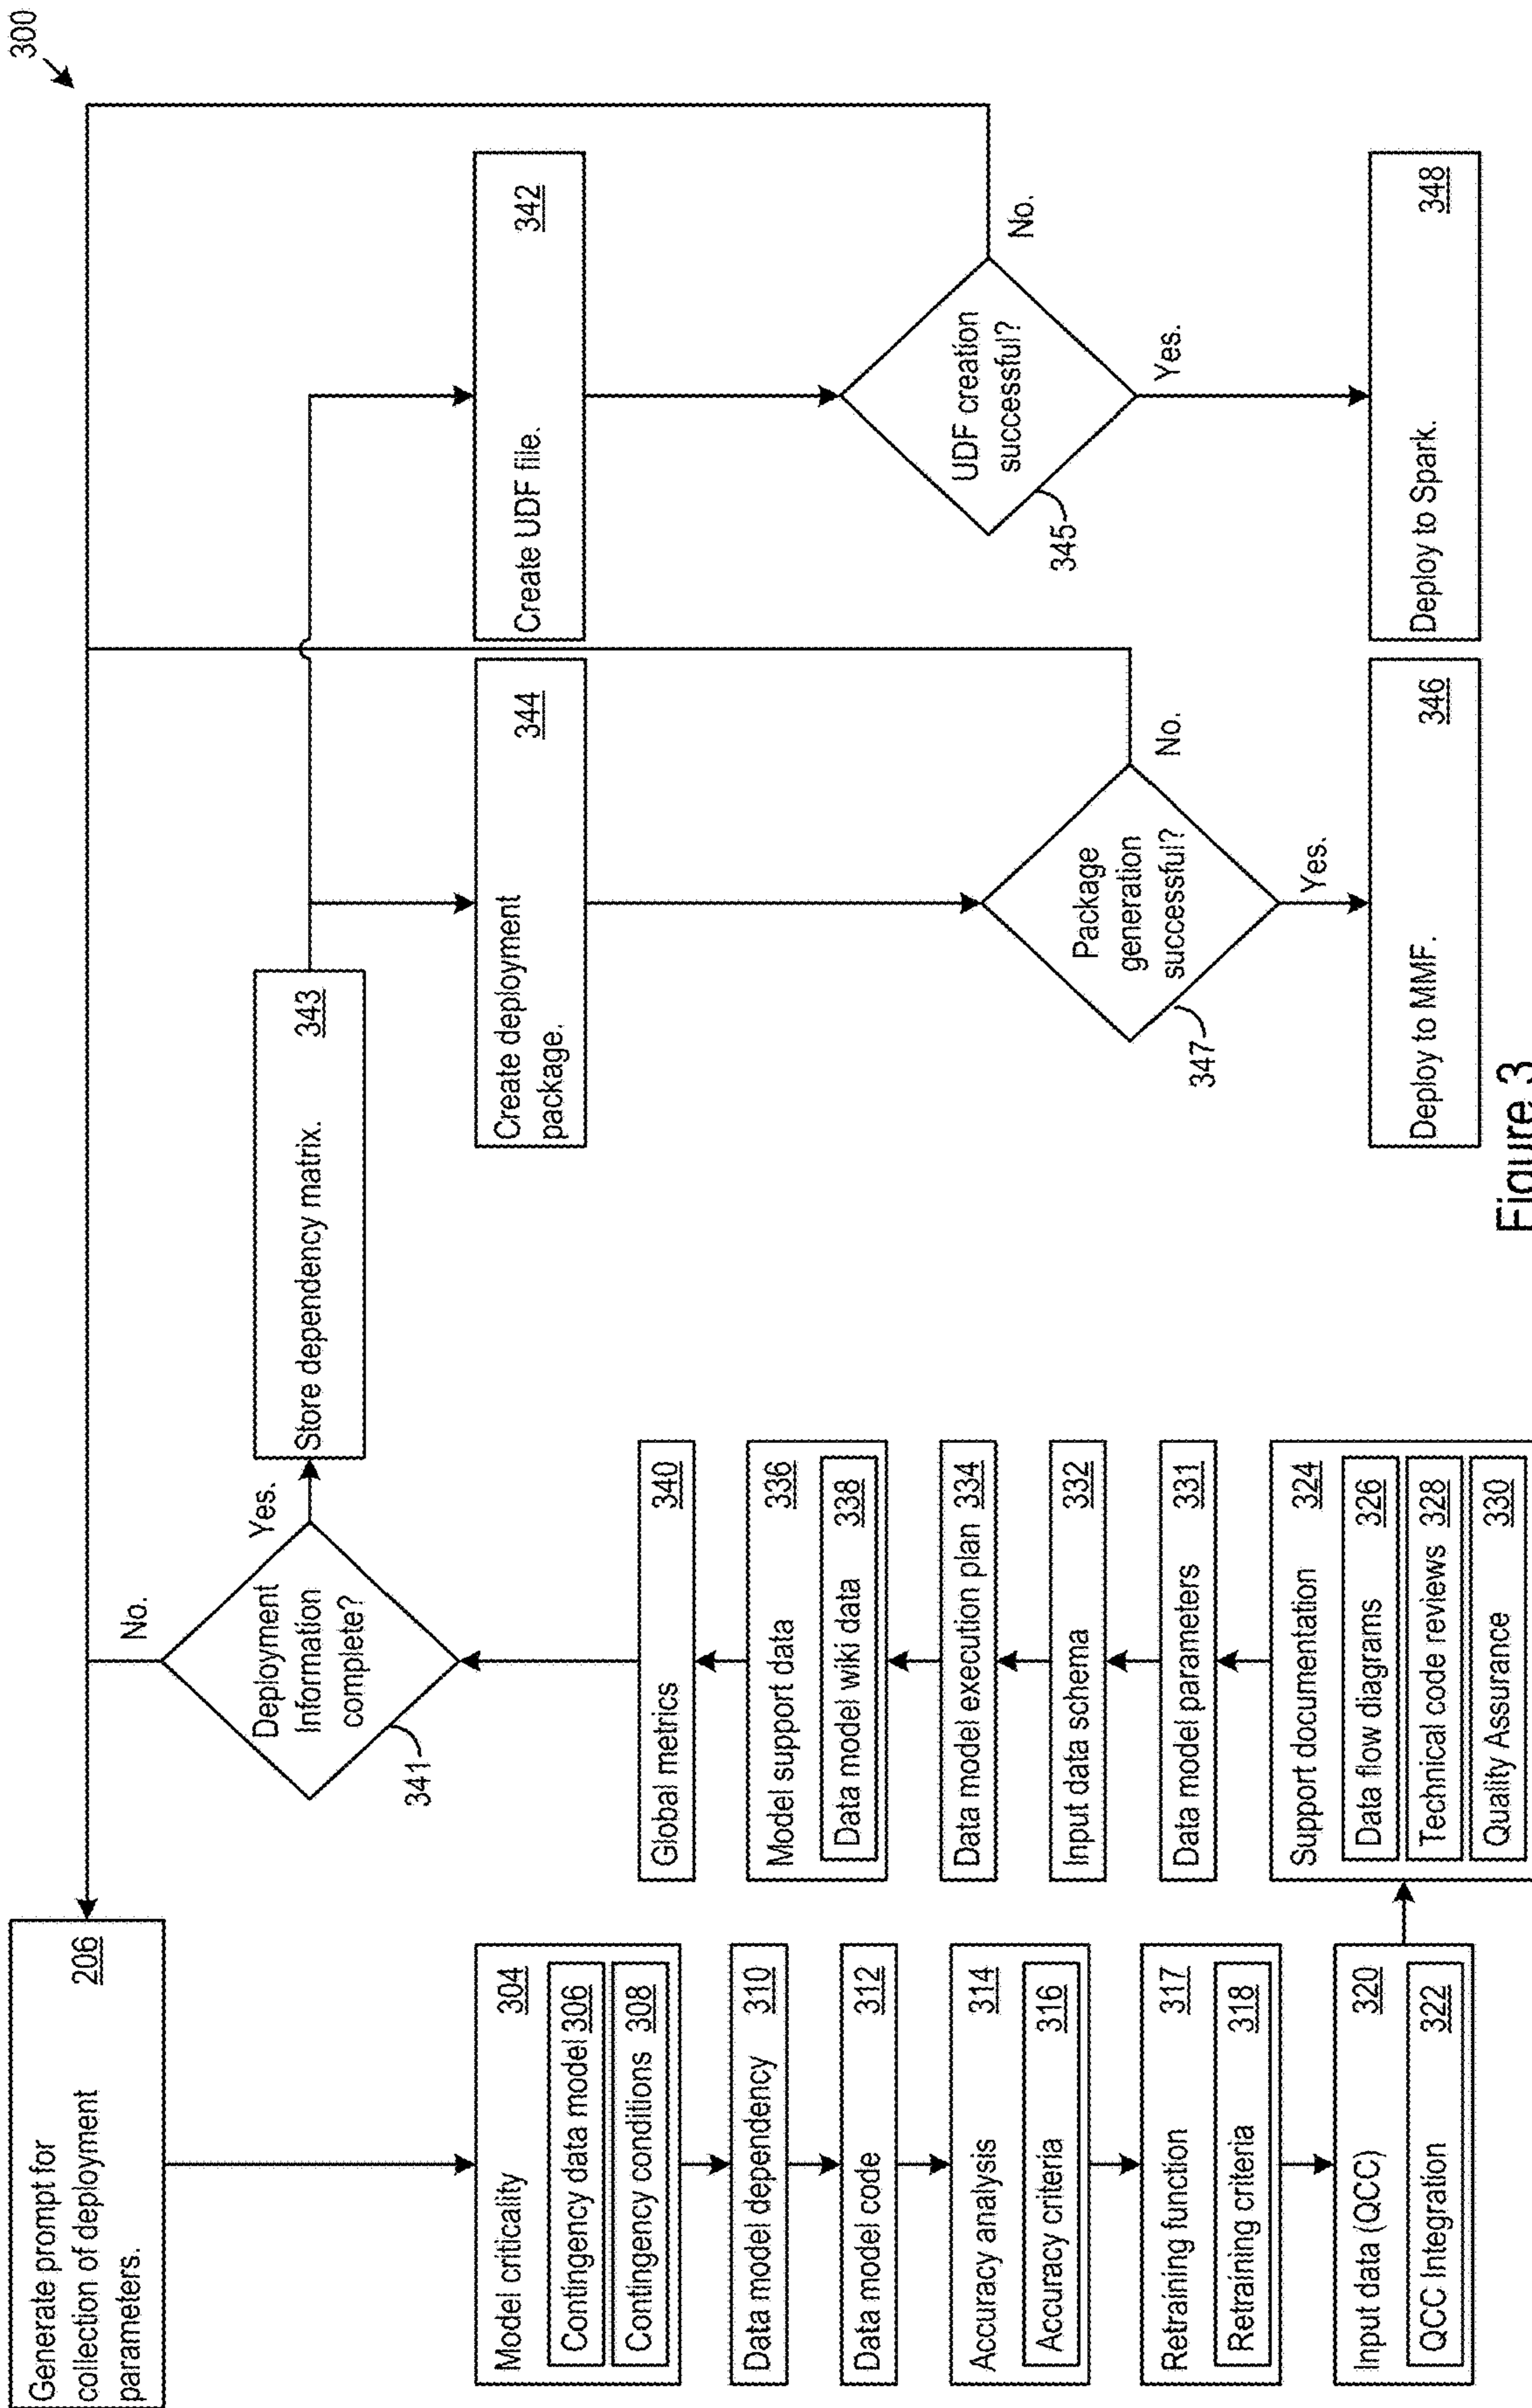 300
Generate prompt for
collection of deployment
parameters.
206
Model criticality
304
Contingency data model 306
Contingency conditions 308
Data model dependency 310
Data model code
312
Accuracy analysis
314
Accuracy criteria
316
Retraining function
317
Retraining criteria
318
Input data (QCC)
320
QCC Integration
322
Support documentation
324
Data flow diagrams 326
Technical code reviews 328
Quality Assurance
330
Data model parameters 331
Input data schema
332
Data model execution plan 334
Model support data
336
Data model wiki data 338
Global metrics
340
Deployment
Information
complete?
341
No.
Yes.
Store dependency matrix.
343
Create deployment
package.
344
Create UDF file.
342
Package
generation
successful?
347
No.
Yes.
UDF creation
successful?
345
No.
Yes.
Deploy to MMF.
346
Deploy to Spark.
348
Figure 3